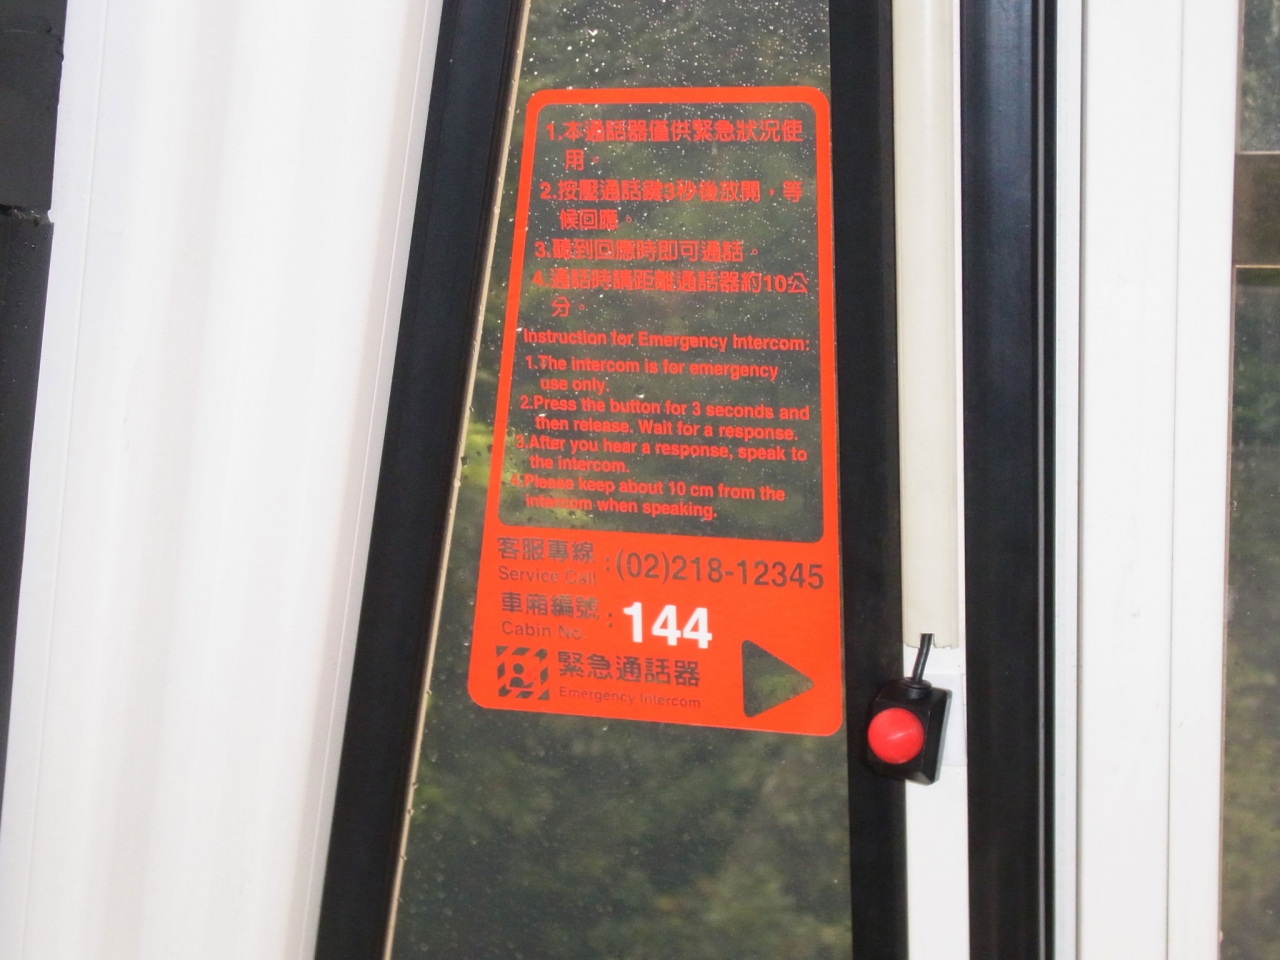 1.本通話器僅供緊急狀況使
用。
2.按壓通話鍵3秒後放開，等
候回應。
3.聽到回應時即可通話。
4.通話時請距離通話器約10公
分。
Instruction for Emergency Intercom:
1.The intercom is for emergency
use only.
2.Press the button for 3 seconds and
then release. Wait for a response.
3.After you hear a response, speak to
the intercom.
4.Please keep about 10 cm from the
intercom when speaking.
客服專線
Service Call
:(02)218-12345
車廂編號
Cabin No.
:144
緊急通話器
Emergency Intercom